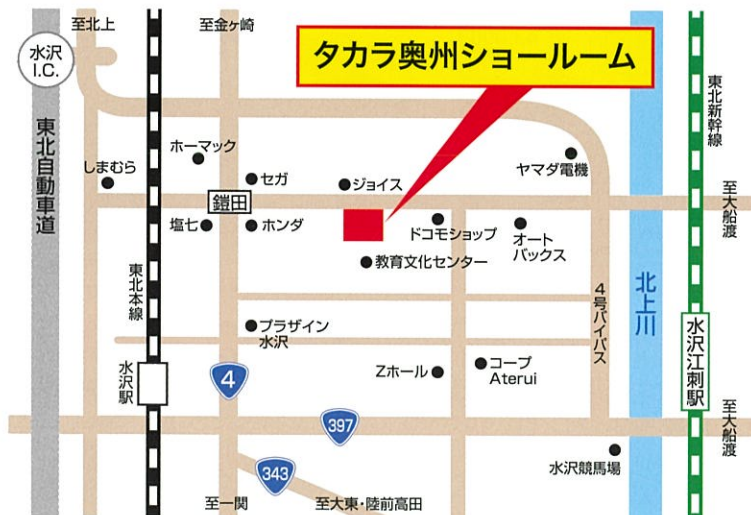 至北上
至金ヶ崎
水沢
I.C.
タカラ奥州ショールーム
東北自動車道
東北新幹線
ホーマック
しまむら
セガ
ジョイス
ヤマダ電機
鎧田
至大船渡
塩七
ホンダ
ドコモショップ
オート
バックス
教育文化センター
東北本線
4号バイパス
北上川
プラザイン
水沢
水沢江刺駅
水沢駅
4
Zホール
コープ
Aterui
397
至大船渡
水沢競馬場
343
至一関
至大東・陸前高田